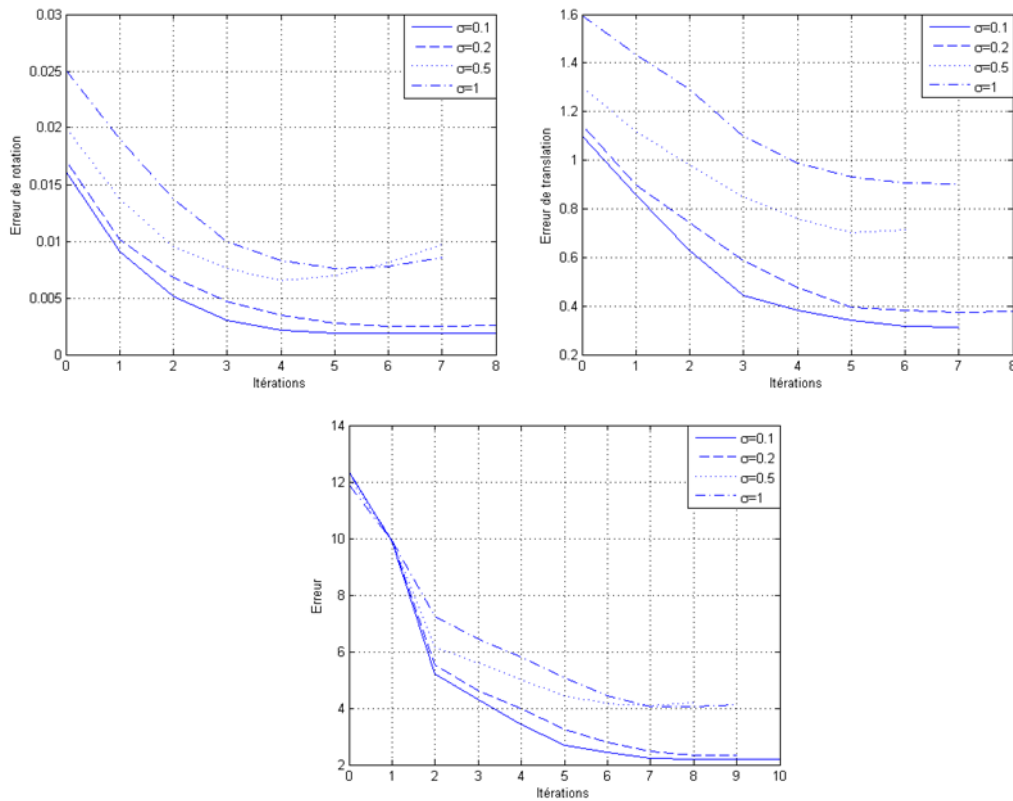 0.03
0.025
0.02
0.015
0.01
0.005
0
Erreur de rotation
0 1 2 3 4 5 6 7 8
Itérations
σ=0.1
σ=0.2
σ=0.5
σ=1
1.6
1.4
1.2
1
0.8
0.6
0.4
0.2
Erreur de translation
0 1 2 3 4 5 6 7 8
Itérations
σ=0.1
σ=0.2
σ=0.5
σ=1
14
12
10
8
6
4
2
Erreur
0 1 2 3 4 5 6 7 8 9 10
Itérations
σ=0.1
σ=0.2
σ=0.5
σ=1